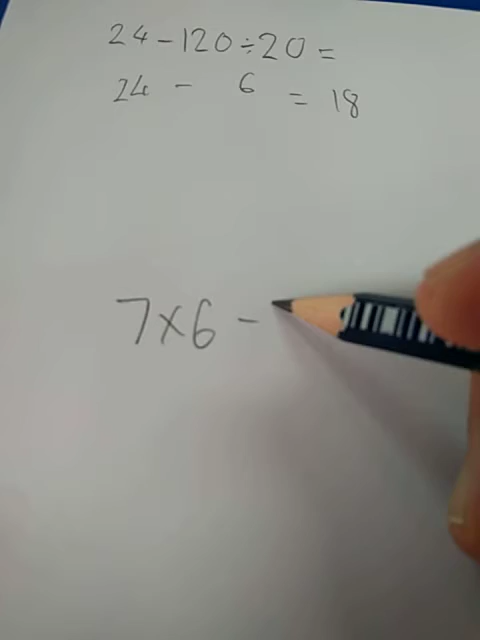 24-120÷20=
24 - 6 = 18
7×6 -